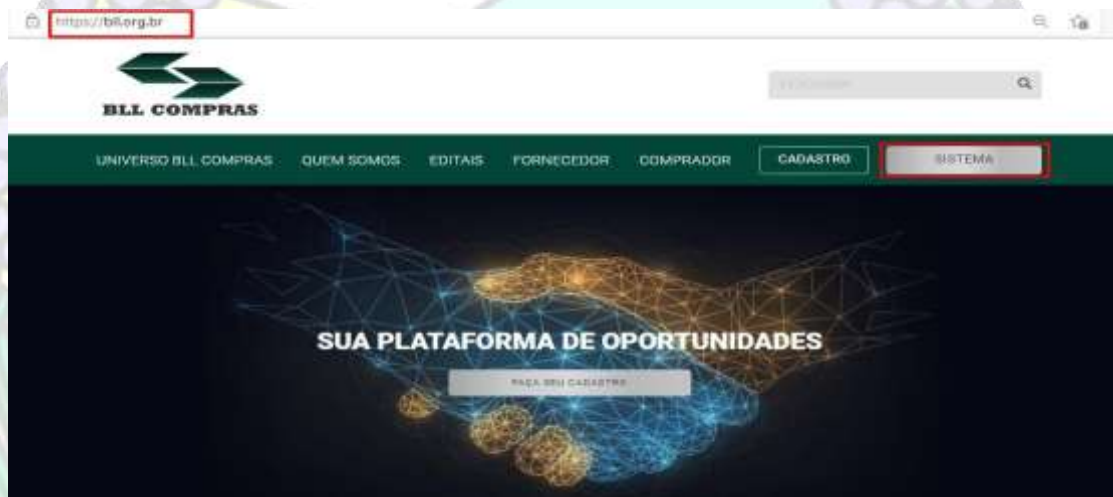 https://bll.org.br
BLL COMPRAS
UNIVERSO BLL COMPRAS QUEM SOMOS EDITAIS FORNECEDOR COMPRADOR CADASTRO SISTEMA
SUA PLATAFORMA DE OPORTUNIDADES
FAÇA SEU CADASTRO